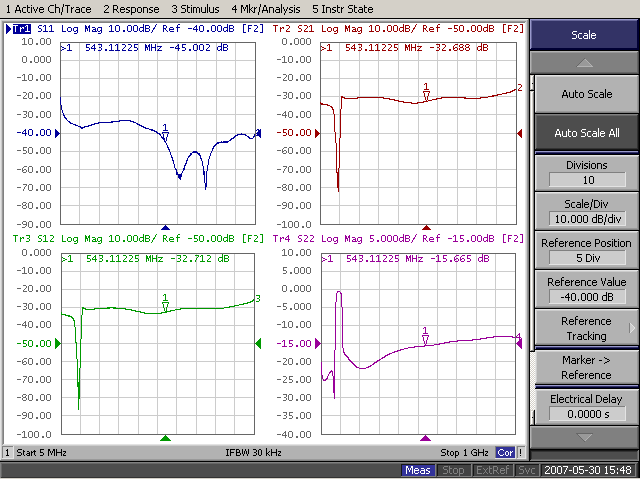 1 Active Ch/Trace 2 Response 3 Stimulus 4 Mkr/Analysis 5 Instr State
Tr1 S11 Log Mag 10.00dB/ Ref -40.00dB [F2]
>1 543.11225 MHz -45.002 dB
10.00
0.000
-10.00
-20.00
-30.00
-40.00
-50.00
-60.00
-70.00
-80.00
-90.00
1
Tr2 S21 Log Mag 10.00dB/ Ref -50.00dB [F2]
>1 543.11225 MHz -32.688 dB
0.000
-10.00
-20.00
-30.00
-40.00
-50.00
-60.00
-70.00
-80.00
-90.00
-100.0
1
2
Tr3 S12 Log Mag 10.00dB/ Ref -50.00dB [F2]
>1 543.11225 MHz -32.712 dB
0.000
-10.00
-20.00
-30.00
-40.00
-50.00
-60.00
-70.00
-80.00
-90.00
-100.0
1
3
Tr4 S22 Log Mag 5.000dB/ Ref -15.00dB [F2]
>1 543.11225 MHz -15.665 dB
10.00
5.000
0.000
-5.000
-10.00
-15.00
-20.00
-25.00
-30.00
-35.00
-40.00
1
4
1 Start 5 MHz IFBW 30 kHz Stop 1 GHz Cor !
Scale
Auto Scale
Auto Scale All
Divisions
10
Scale/Div
10.000 dB/div
Reference Position
5 Div
Reference Value
-40.000 dB
Reference
Tracking
Marker ->
Reference
Electrical Delay
0.0000 s
Meas Stop ExtRef Svc 2007-05-30 15:48